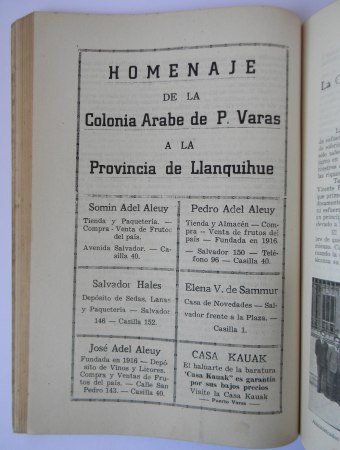 HOMENAJE
DE LA
Colonia Arabe de P. Varas
A LA
Provincia de Llanquihue
Somin Adel Aleuy
Tienda y Paquetería. —
Compra - Venta de Frutos
del país.
Avenida Salvador. — Ca-
silla 40.
Pedro Adel Aleuy
Tienda y Almacén — Com-
pra — Venta de frutos del
país — Fundada en 1916.
— Salvador 150 — Telé-
fono 96 — Casilla 40.
Salvador Hales
Depósito de Sedas, Lanas
y Paquetería — Salvador
146 — Casilla 152.
Elena V. de Sammur
Casa de Novedades — Sal-
vador frente a la Plaza. —
Casilla 1.
José Adel Aleuy
Fundada en 1916 — Depó-
sito de Vinos y Licores.
Compra y Ventas de Fru-
tos del país. — Calle San
Pedro 143. — Casilla 40.
CASA KAUAK
El baluarte de la baratura
"Casa Kauak" es garantía
por sus bajos precios
Visite la Casa Kauak
— Puerto Varas —